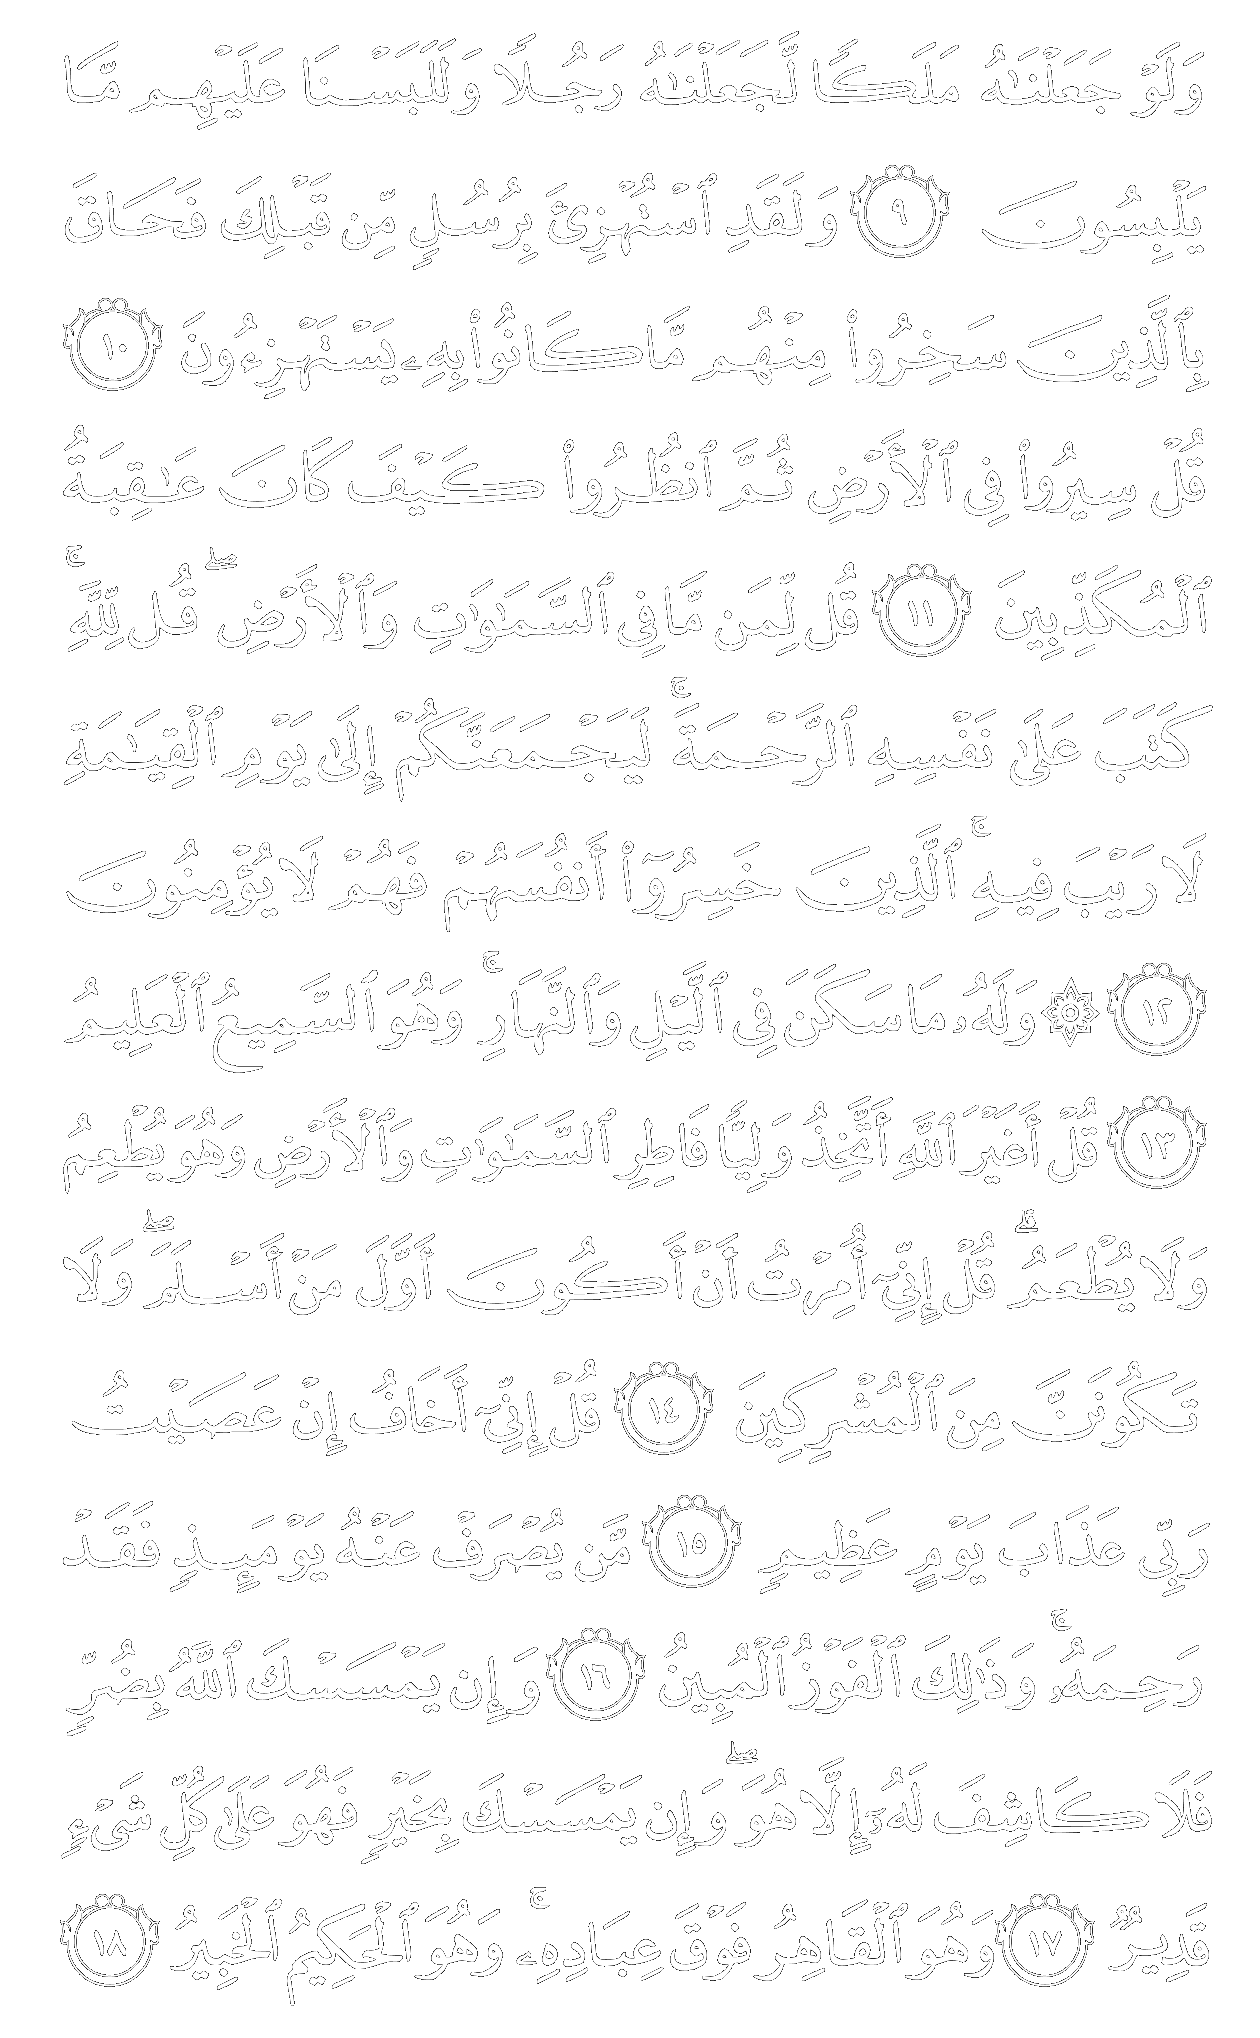 وَلَوْ جَعَلْنَٰهُ مَلَكًا لَّجَعَلْنَٰهُ رَجُلًا وَلَلَبَسْنَا عَلَيْهِم مَّا
يَلْبِسُونَ ٩ وَلَقَدِ ٱسْتُهْزِئَ بِرُسُلٍ مِّن قَبْلِكَ فَحَاقَ
بِٱلَّذِينَ سَخِرُوا۟ مِنْهُم مَّا كَانُوا۟ بِهِۦ يَسْتَهْزِءُونَ ١٠
قُلْ سِيرُوا۟ فِى ٱلْأَرْضِ ثُمَّ ٱنظُرُوا۟ كَيْفَ كَانَ عَٰقِبَةُ
ٱلْمُكَذِّبِينَ ١١ قُل لِّمَن مَّا فِى ٱلسَّمَٰوَٰتِ وَٱلْأَرْضِ ۖ قُل لِّلَّهِ ۚ
كَتَبَ عَلَىٰ نَفْسِهِ ٱلرَّحْمَةَ ۚ لَيَجْمَعَنَّكُمْ إِلَىٰ يَوْمِ ٱلْقِيَٰمَةِ
لَا رَيْبَ فِيهِ ۚ ٱلَّذِينَ خَسِرُوٓا۟ أَنفُسَهُمْ فَهُمْ لَا يُؤْمِنُونَ
١٢ ۞ وَلَهُۥ مَا سَكَنَ فِى ٱلَّيْلِ وَٱلنَّهَارِ ۚ وَهُوَ ٱلسَّمِيعُ ٱلْعَلِيمُ
١٣ قُلْ أَغَيْرَ ٱللَّهِ أَتَّخِذُ وَلِيًّا فَاطِرِ ٱلسَّمَٰوَٰتِ وَٱلْأَرْضِ وَهُوَ يُطْعِمُ
وَلَا يُطْعَمُ ۗ قُلْ إِنِّىٓ أُمِرْتُ أَنْ أَكُونَ أَوَّلَ مَنْ أَسْلَمَ ۖ وَلَا
تَكُونَنَّ مِنَ ٱلْمُشْرِكِينَ ١٤ قُلْ إِنِّىٓ أَخَافُ إِنْ عَصَيْتُ
رَبِّى عَذَابَ يَوْمٍ عَظِيمٍ ١٥ مَّن يُصْرَفْ عَنْهُ يَوْمَئِذٍ فَقَدْ
رَحِمَهُۥ ۚ وَذَٰلِكَ ٱلْفَوْزُ ٱلْمُبِينُ ١٦ وَإِن يَمْسَسْكَ ٱللَّهُ بِضُرٍّ
فَلَا كَاشِفَ لَهُۥٓ إِلَّا هُوَ ۖ وَإِن يَمْسَسْكَ بِخَيْرٍ فَهُوَ عَلَىٰ كُلِّ شَىْءٍ
قَدِيرٌ ١٧ وَهُوَ ٱلْقَاهِرُ فَوْقَ عِبَادِهِۦ ۚ وَهُوَ ٱلْحَكِيمُ ٱلْخَبِيرُ ١٨